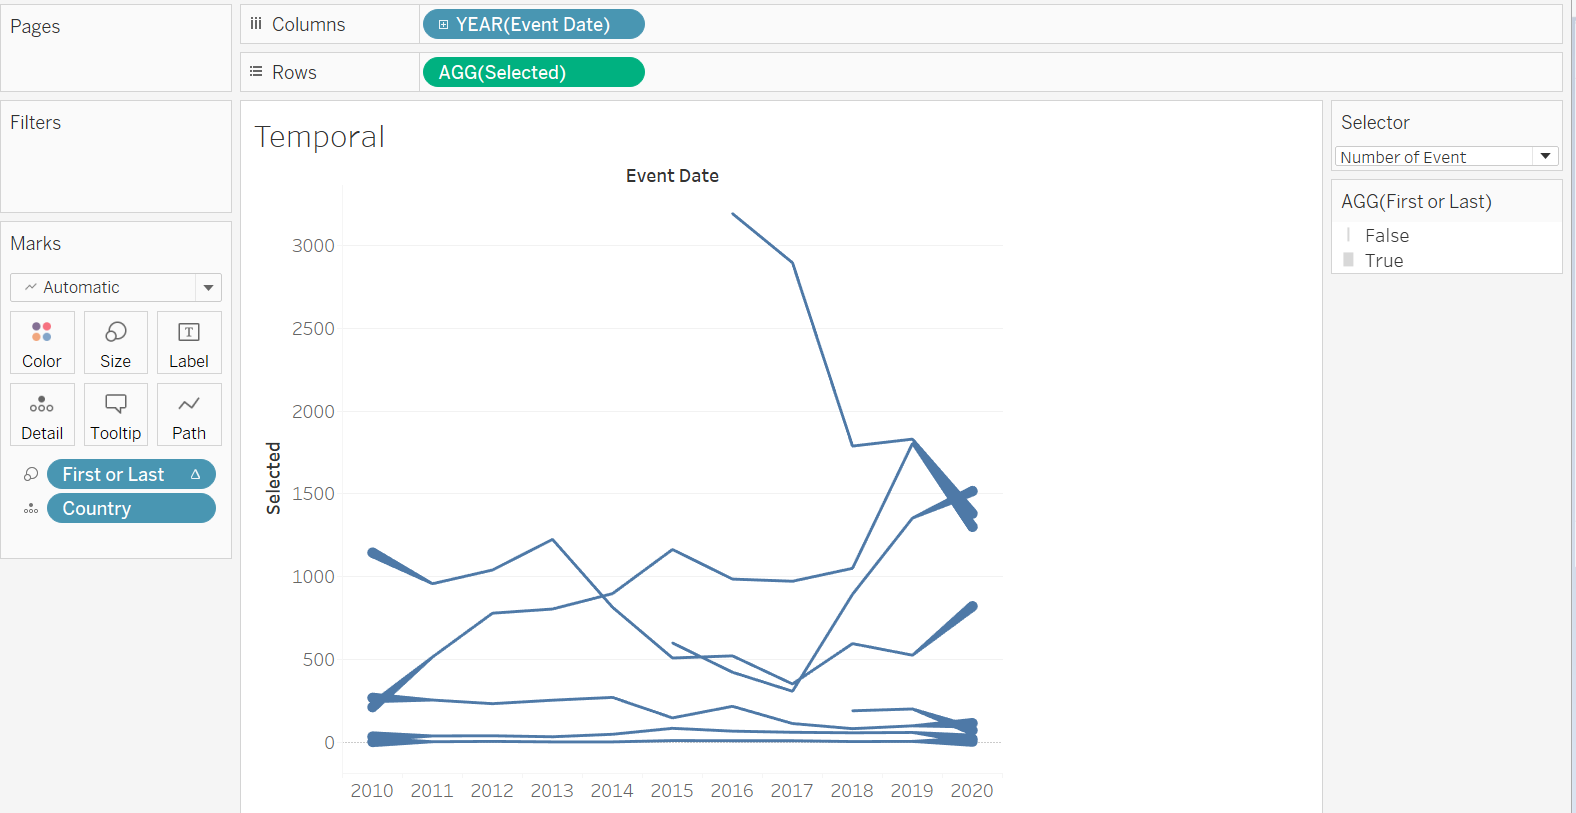 Pages
Columns
YEAR(Event Date)
Rows
AGG(Selected)
Filters
Marks
Automatic
Color
Size
Label
Detail
Tooltip
Path
First or Last
Country
Temporal
Event Date
Selected
3000
2500
2000
1500
1000
500
0
2010 2011 2012 2013 2014 2015 2016 2017 2018 2019 2020
Selector
Number of Event
AGG(First or Last)
False
True